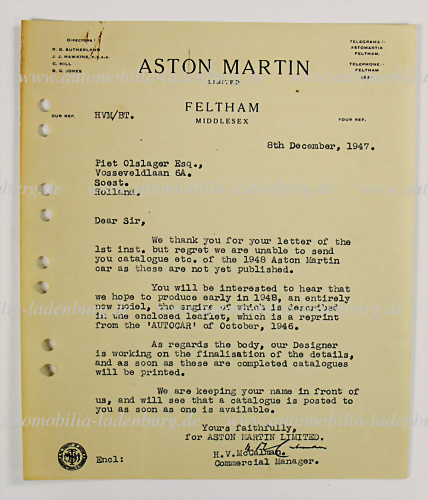 DIRECTORS:
R. G. SUTHERLAND
J. J. HAWKINS, F.S.A.A.
C. HILL
R. G. JONES
TELEGRAMS:
ASTOMARTIA
FELTHAM.
TELEPHONE:
FELTHAM
ASTON MARTIN
LIMITED
FELTHAM
MIDDLESEX
OUR REF. HVM/BT.
YOUR REF.
8th December, 1947.
Piet Olslager Esq.,
Vosseveldlaan 6A.
Soest.
Holland.
Dear Sir,
We thank you for your letter of the
1st inst. but regret we are unable to send
you catalogue etc. of the 1948 Aston Martin
car as these are not yet published.
You will be interested to hear that
we hope to produce early in 1948, an entirely
new model, the engine of which is described
in the enclosed leaflet, which is a reprint
from the 'AUTOCAR' of October, 1946.
As regards the body, our Designer
is working on the finalisation of the details,
and as soon as these are completed catalogues
will be printed.
We are keeping your name in front of
us, and will see that a catalogue is posted to
you as soon as one is available.
Yours faithfully,
for ASTON MARTIN LIMITED.
H.V.McCalman.
Commercial Manager.
Encl:
www.automobilia-ladenburg.de